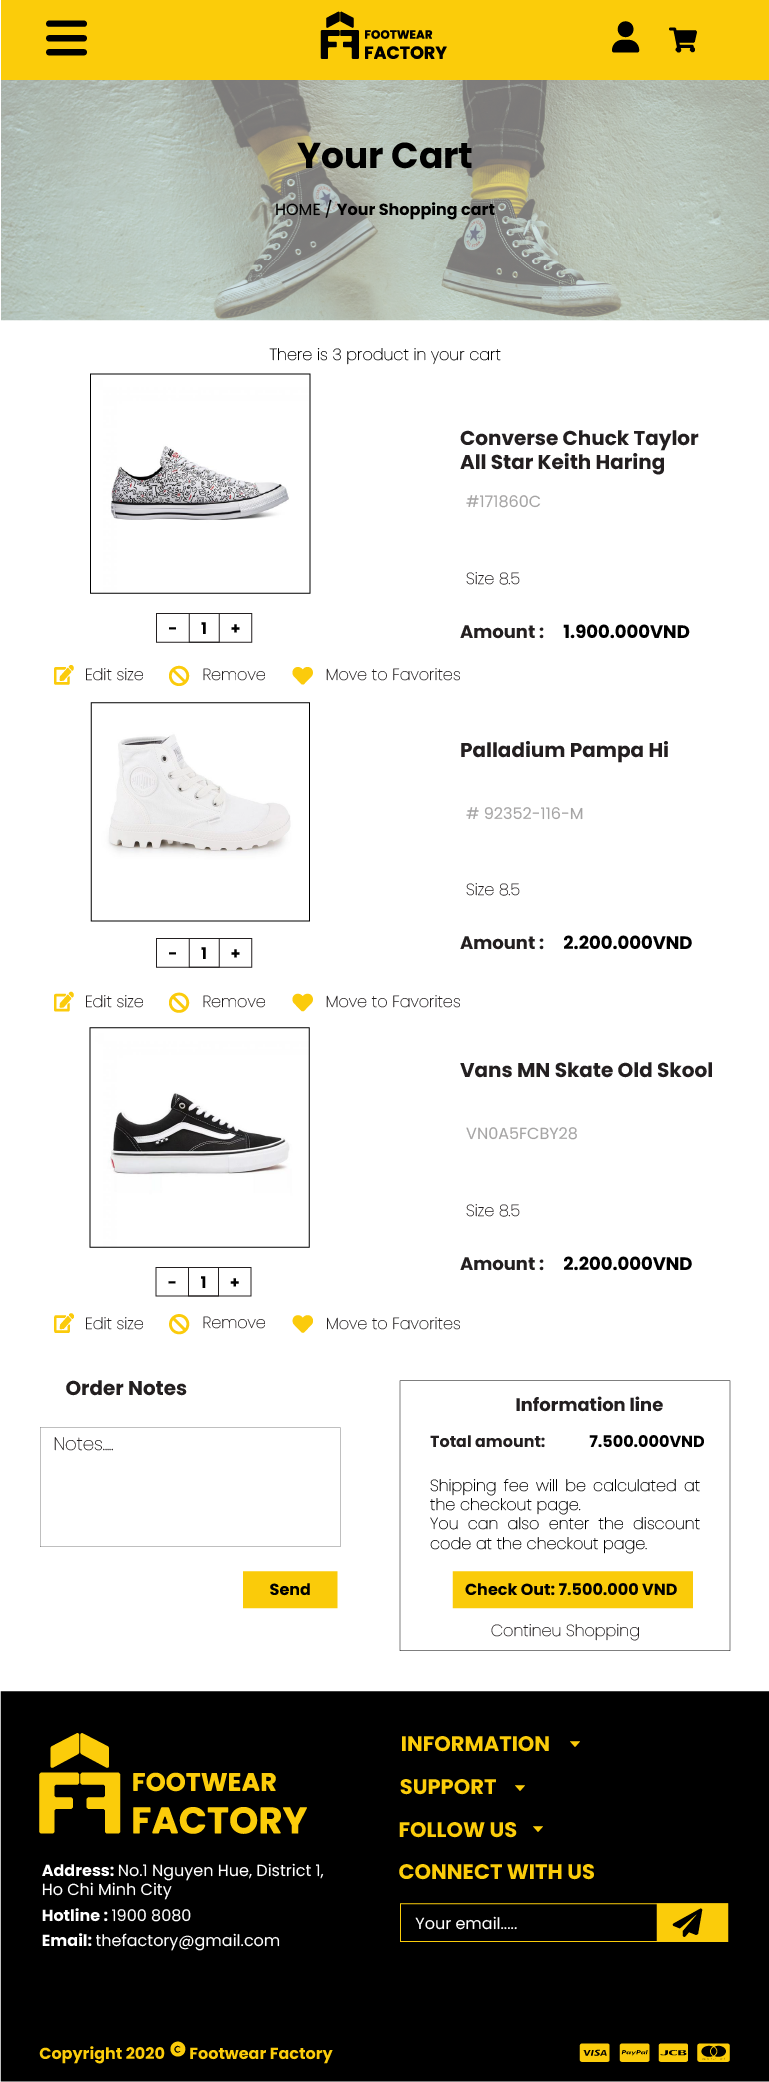 FOOTWEAR
FACTORY
Your Cart
HOME / Your Shopping cart
There is 3 product in your cart
Converse Chuck Taylor
All Star Keith Haring
#171860C
Size 8.5
Amount : 1.900.000VND
- 1 +
Edit size Remove Move to Favorites
Palladium Pampa Hi
# 92352-116-M
Size 8.5
Amount : 2.200.000VND
- 1 +
Edit size Remove Move to Favorites
Vans MN Skate Old Skool
VN0A5FCBY28
Size 8.5
Amount : 2.200.000VND
- 1 +
Edit size Remove Move to Favorites
Order Notes
Notes.....
Send
Information line
Total amount: 7.500.000VND
Shipping fee will be calculated at
the checkout page.
You can also enter the discount
code at the checkout page.
Check Out: 7.500.000 VND
Contineu Shopping
FOOTWEAR
FACTORY
Address: No.1 Nguyen Hue, District 1,
Ho Chi Minh City
Hotline : 1900 8080
Email: thefactory@gmail.com
INFORMATION
SUPPORT
FOLLOW US
CONNECT WITH US
Your email.....
Copyright 2020 © Footwear Factory
VISA PayPal JCB